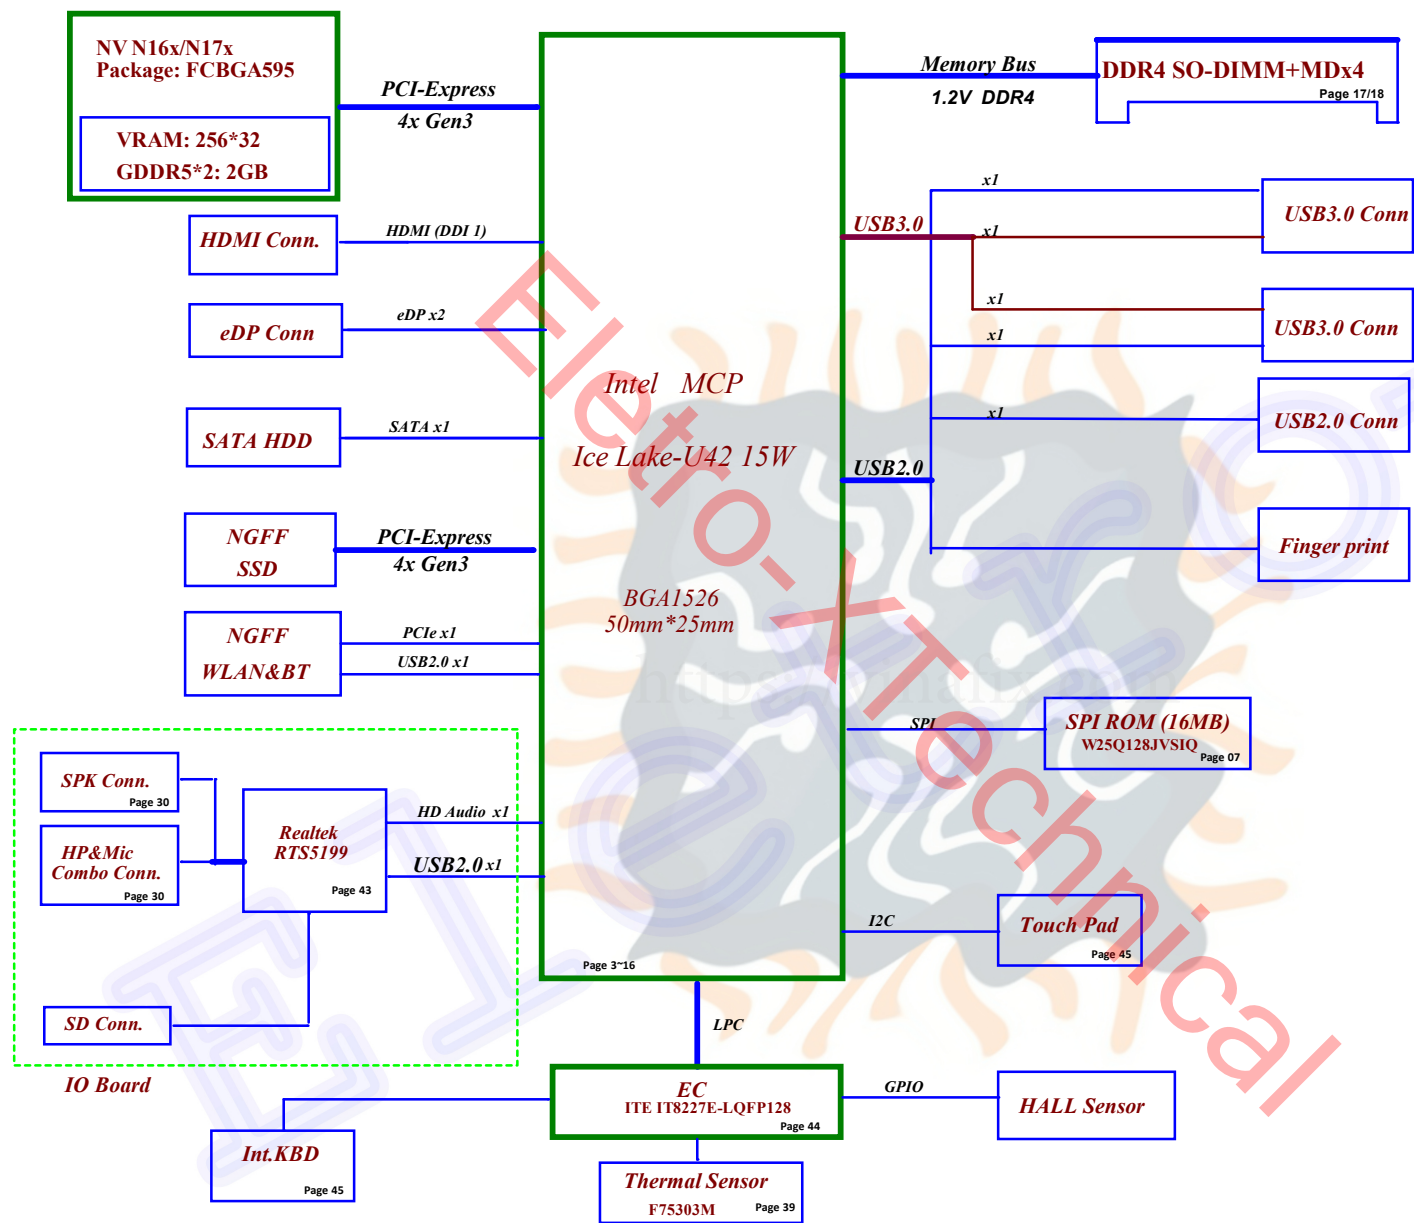 NV N16x/N17x
Package: FCBGA595
VRAM: 256*32
GDDR5*2: 2GB
PCI-Express
4x Gen3
Memory Bus
1.2V DDR4
DDR4 SO-DIMM+MDx4
Page 17/18
HDMI Conn.
HDMI (DDI 1)
eDP Conn
eDP x2
SATA HDD
SATA x1
NGFF
SSD
PCI-Express
4x Gen3
NGFF
WLAN&BT
PCIe x1
USB2.0 x1
Intel MCP
Ice Lake-U42 15W
BGA1526
50mm*25mm
Page 3~16
USB3.0
x1
x1
USB3.0 Conn
x1
x1
USB3.0 Conn
x1
USB2.0 Conn
USB2.0
Finger print
SPI
SPI ROM (16MB)
W25Q128JVSIQ
Page 07
I2C
Touch Pad
Page 45
SPK Conn.
Page 30
HP&Mic
Combo Conn.
Page 30
Realtek
RTS5199
Page 43
HD Audio x1
USB2.0 x1
SD Conn.
IO Board
LPC
EC
ITE IT8227E-LQFP128
Page 44
GPIO
HALL Sensor
Int.KBD
Page 45
Thermal Sensor
F75303M
Page 39
Eletro-XTechnical